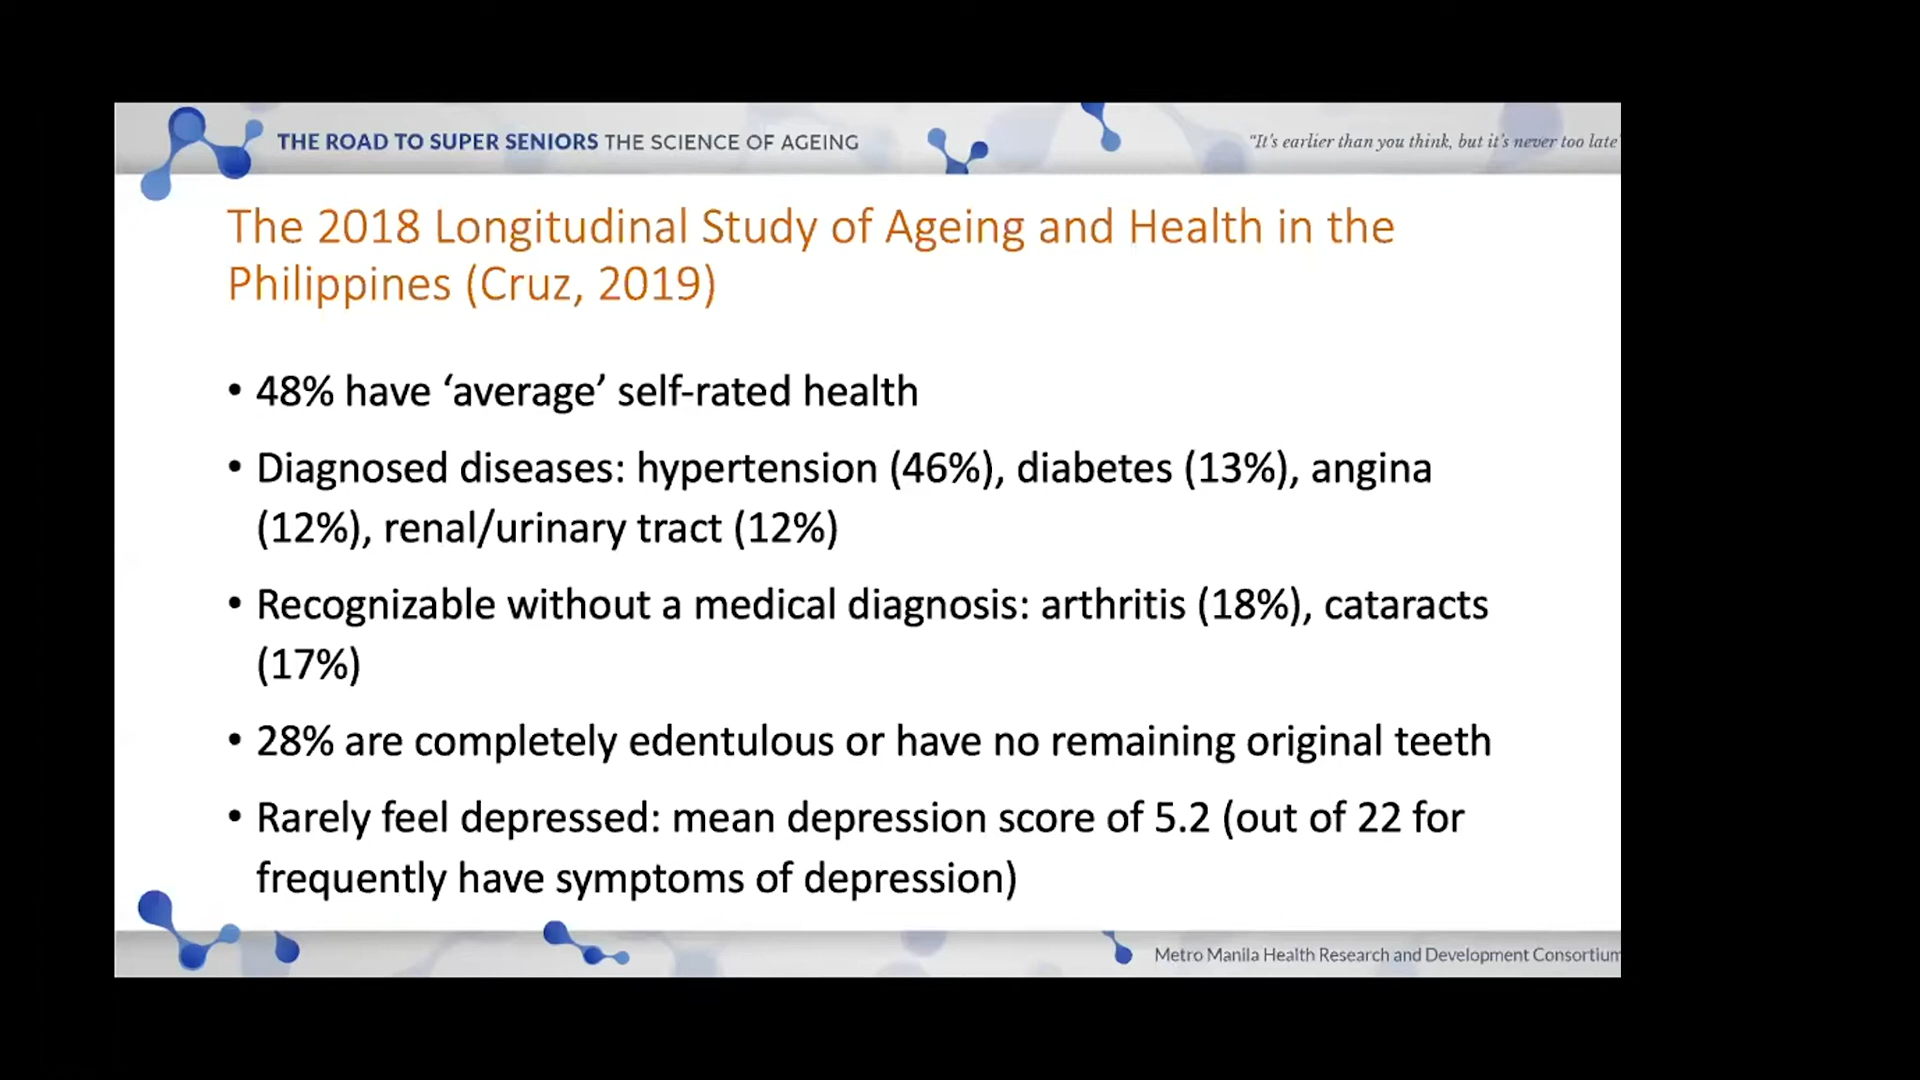 THE ROAD TO SUPER SENIORS THE SCIENCE OF AGEING
“It’s earlier than you think, but it’s never too late’
The 2018 Longitudinal Study of Ageing and Health in the
Philippines (Cruz, 2019)
• 48% have ‘average’ self-rated health
• Diagnosed diseases: hypertension (46%), diabetes (13%), angina
(12%), renal/urinary tract (12%)
• Recognizable without a medical diagnosis: arthritis (18%), cataracts
(17%)
• 28% are completely edentulous or have no remaining original teeth
• Rarely feel depressed: mean depression score of 5.2 (out of 22 for
frequently have symptoms of depression)
Metro Manila Health Research and Development Consortium